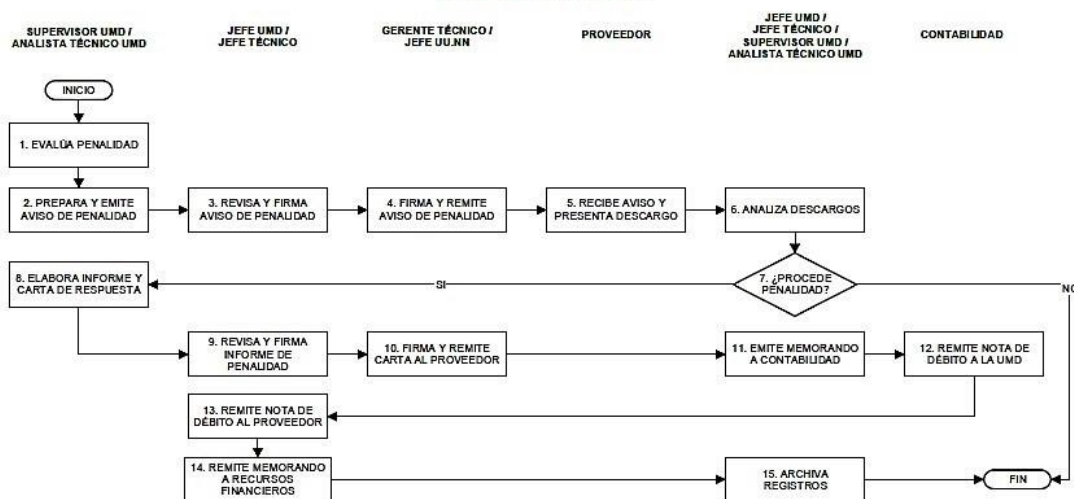 SUPERVISOR UMD /
ANALISTA TÉCNICO UMD
JEFE UMD /
JEFE TÉCNICO
GERENTE TÉCNICO /
JEFE UU.NN
PROVEEDOR
JEFE UMD /
JEFE TÉCNICO /
SUPERVISOR UMD /
ANALISTA TÉCNICO UMD
CONTABILIDAD
INICIO
1. EVALÚA PENALIDAD
2. PREPARA Y EMITE
AVISO DE PENALIDAD
3. REVISA Y FIRMA
AVISO DE PENALIDAD
4. FIRMA Y REMITE
AVISO DE PENALIDAD
5. RECIBE AVISO Y
PRESENTA DESCARGO
6. ANALIZA DESCARGOS
8. ELABORA INFORME Y
CARTA DE RESPUESTA
SI
7. ¿PROCEDE
PENALIDAD?
NO
9. REVISA Y FIRMA
INFORME DE
PENALIDAD
10. FIRMA Y REMITE
CARTA AL PROVEEDOR
11. EMITE MEMORANDO
A CONTABILIDAD
12. REMITE NOTA DE
DÉBITO A LA UMD
13. REMITE NOTA DE
DÉBITO AL PROVEEDOR
14. REMITE MEMORANDO
A RECURSOS
FINANCIEROS
15. ARCHIVA
REGISTROS
FIN